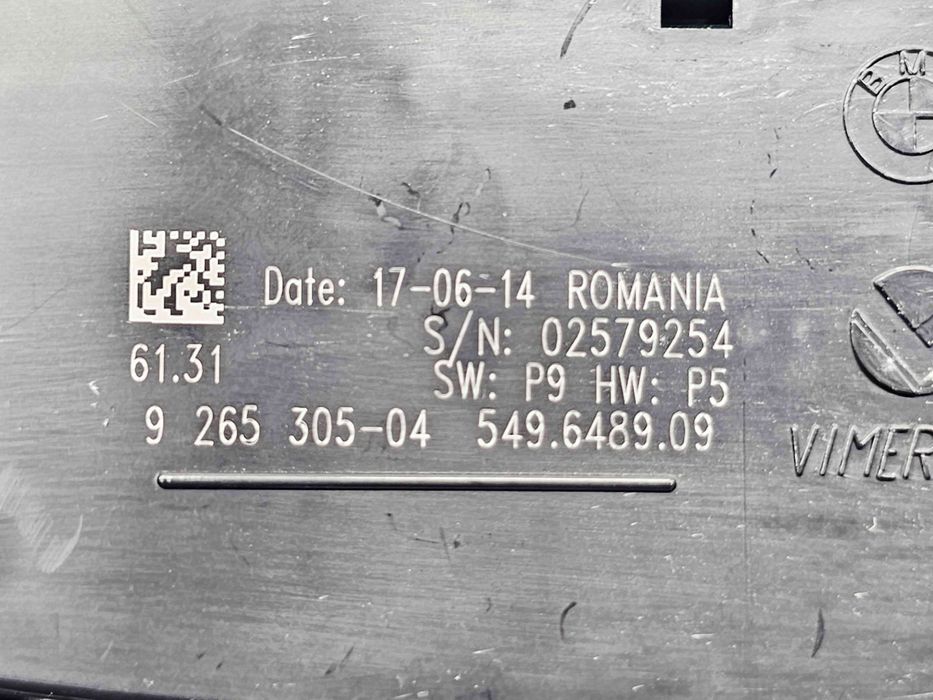 BM
Date: 17-06-14 ROMANIA
S/N: 02579254
61.31
SW: P9 HW: P5
9 265 305-04 549.6489.09
VIMER